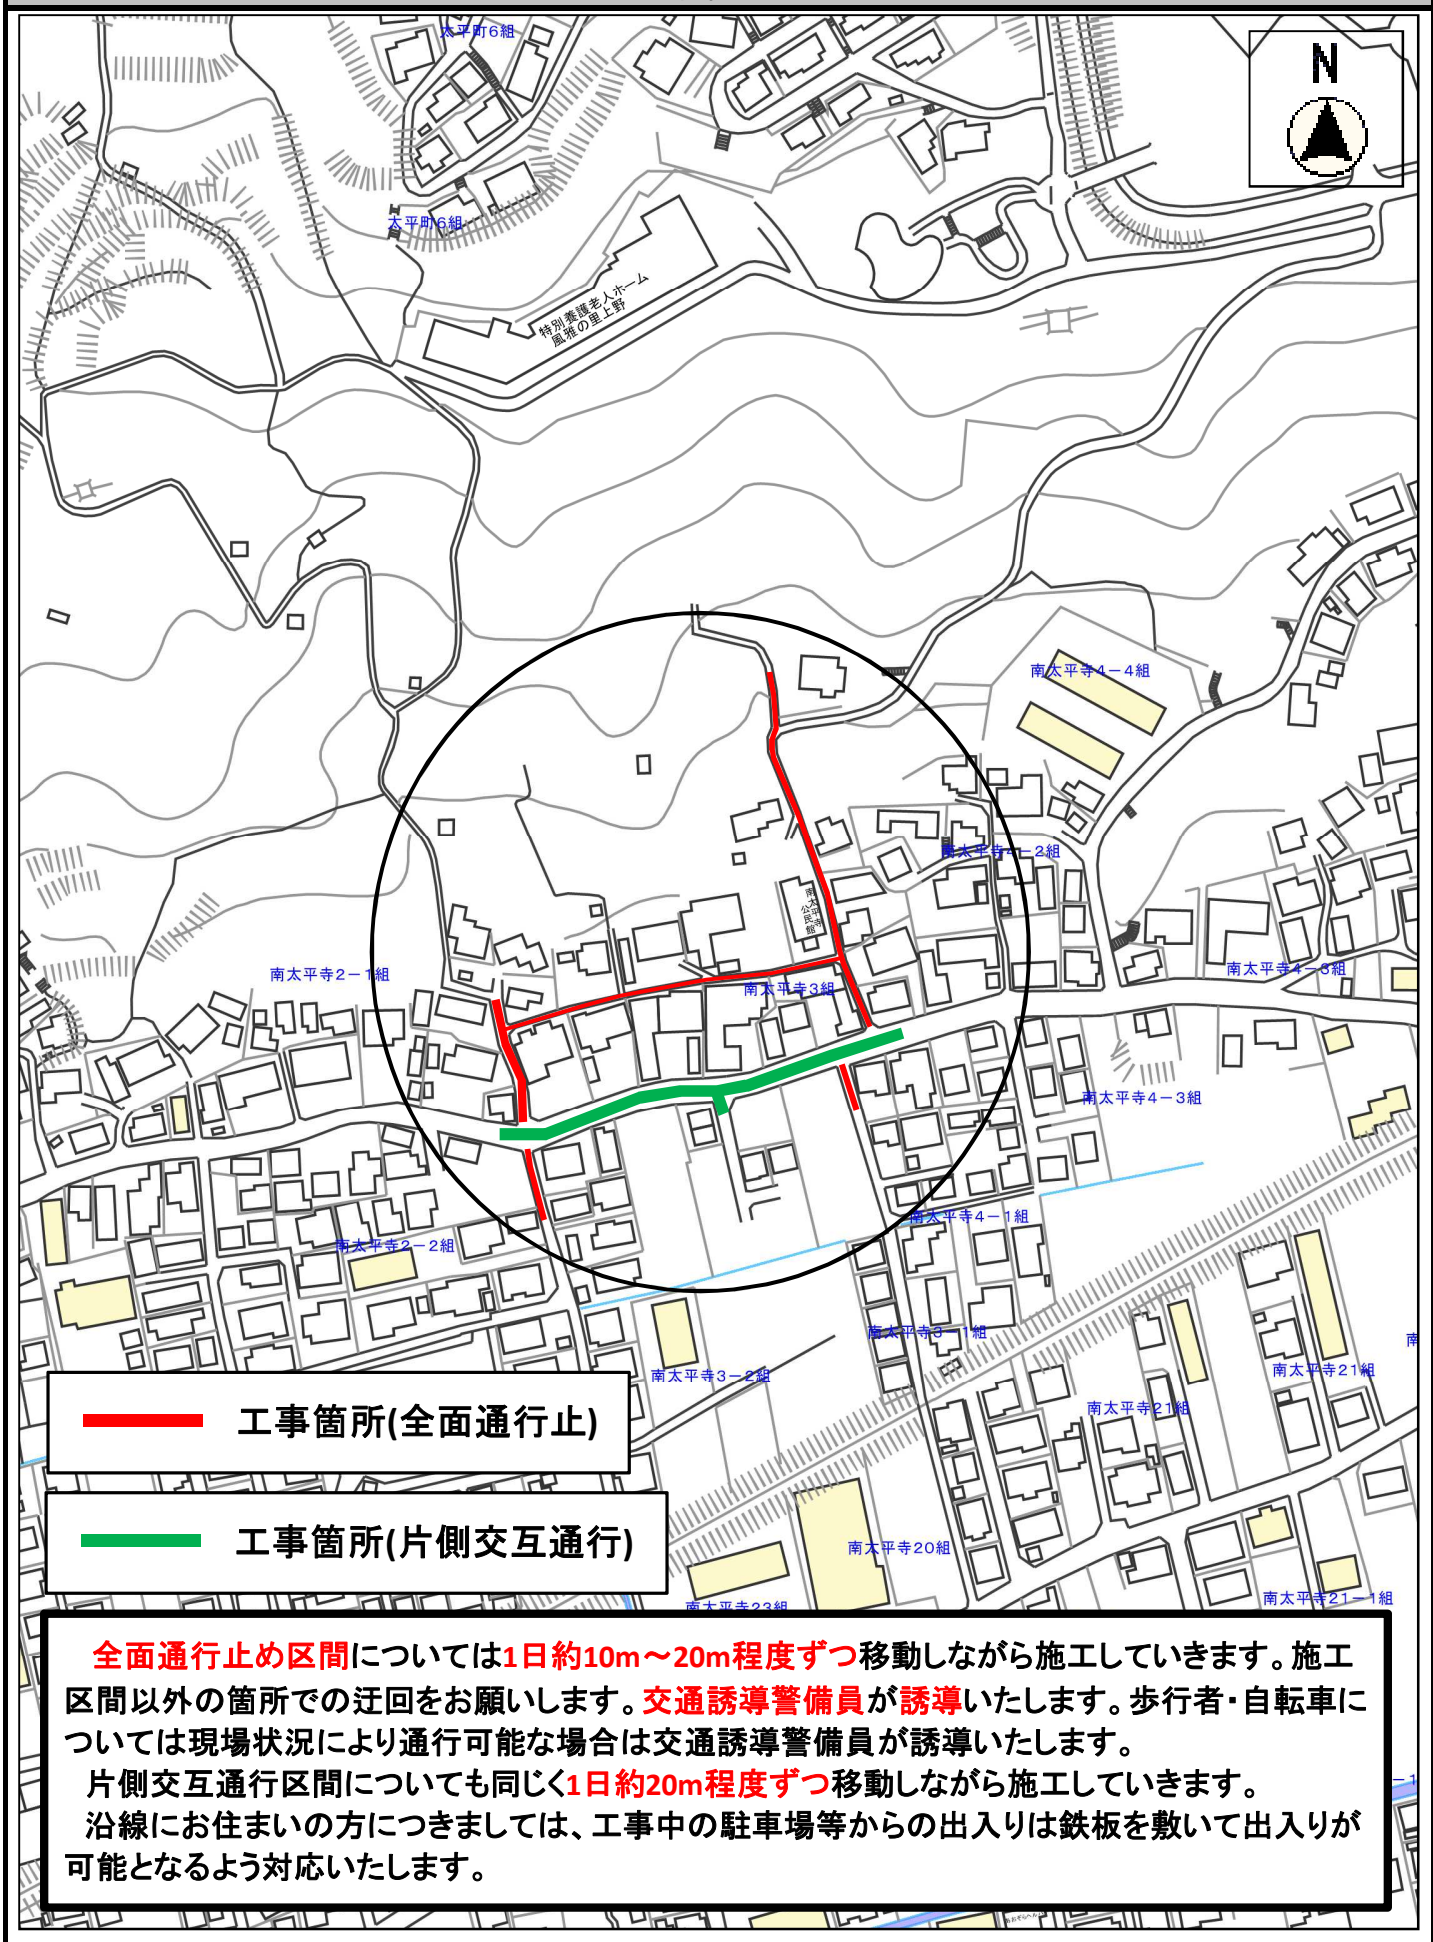 太平町6組
N
太平町6組
特別養護老人ホーム
風雅の里上野
南太平寺4-4組
南太平寺4-2組
南太平寺
公民館
南太平寺2-1組
南太平寺3組
南太平寺4-3組
南太平寺4-3組
南太平寺4-1組
南太平寺2-2組
南太平寺3-1組
南
南太平寺3-2組
南太平寺21組
南太平寺21組
工事箇所(全面通行止)
工事箇所(片側交互通行)
南太平寺20組
南太平寺21-1組
南太平寺23組
全面通行止め区間については1日約10m～20m程度ずつ移動しながら施工していきます。施工
区間以外の箇所での迂回をお願いします。交通誘導警備員が誘導いたします。歩行者・自転車に
ついては現場状況により通行可能な場合は交通誘導警備員が誘導いたします。
片側交互通行区間についても同じく1日約20m程度ずつ移動しながら施工していきます。
-1
沿線にお住まいの方につきましては、工事中の駐車場等からの出入りは鉄板を敷いて出入りが
可能となるよう対応いたします。